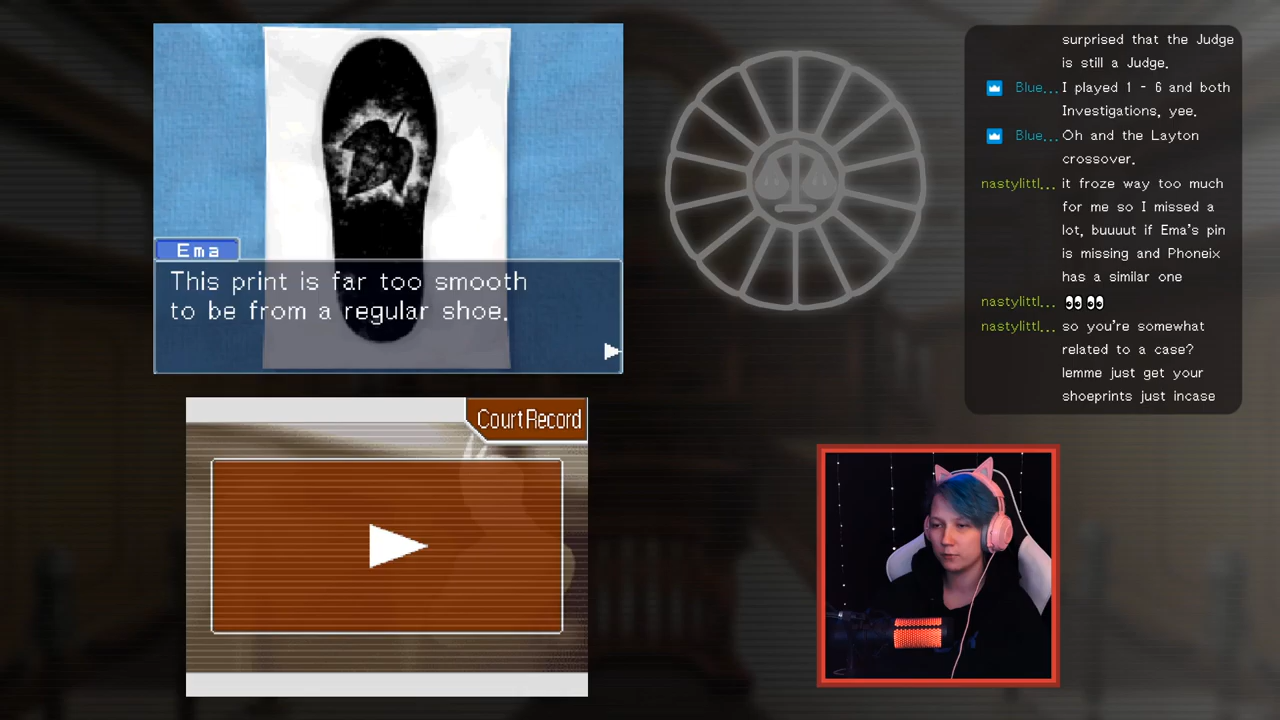 Ema
This print is far too smooth
to be from a regular shoe.
Court Record
surprised that the Judge
is still a Judge.
Blue... I played 1 - 6 and both
Investigations, yee.
Blue... Oh and the Layton
crossover.
nastylittl... it froze way too much
for me so I missed a
lot, buuuut if Ema's pin
is missing and Phoneix
has a similar one
nastylittl... 👀👀
nastylittl... so you're somewhat
related to a case?
lemme just get your
shoeprints just incase